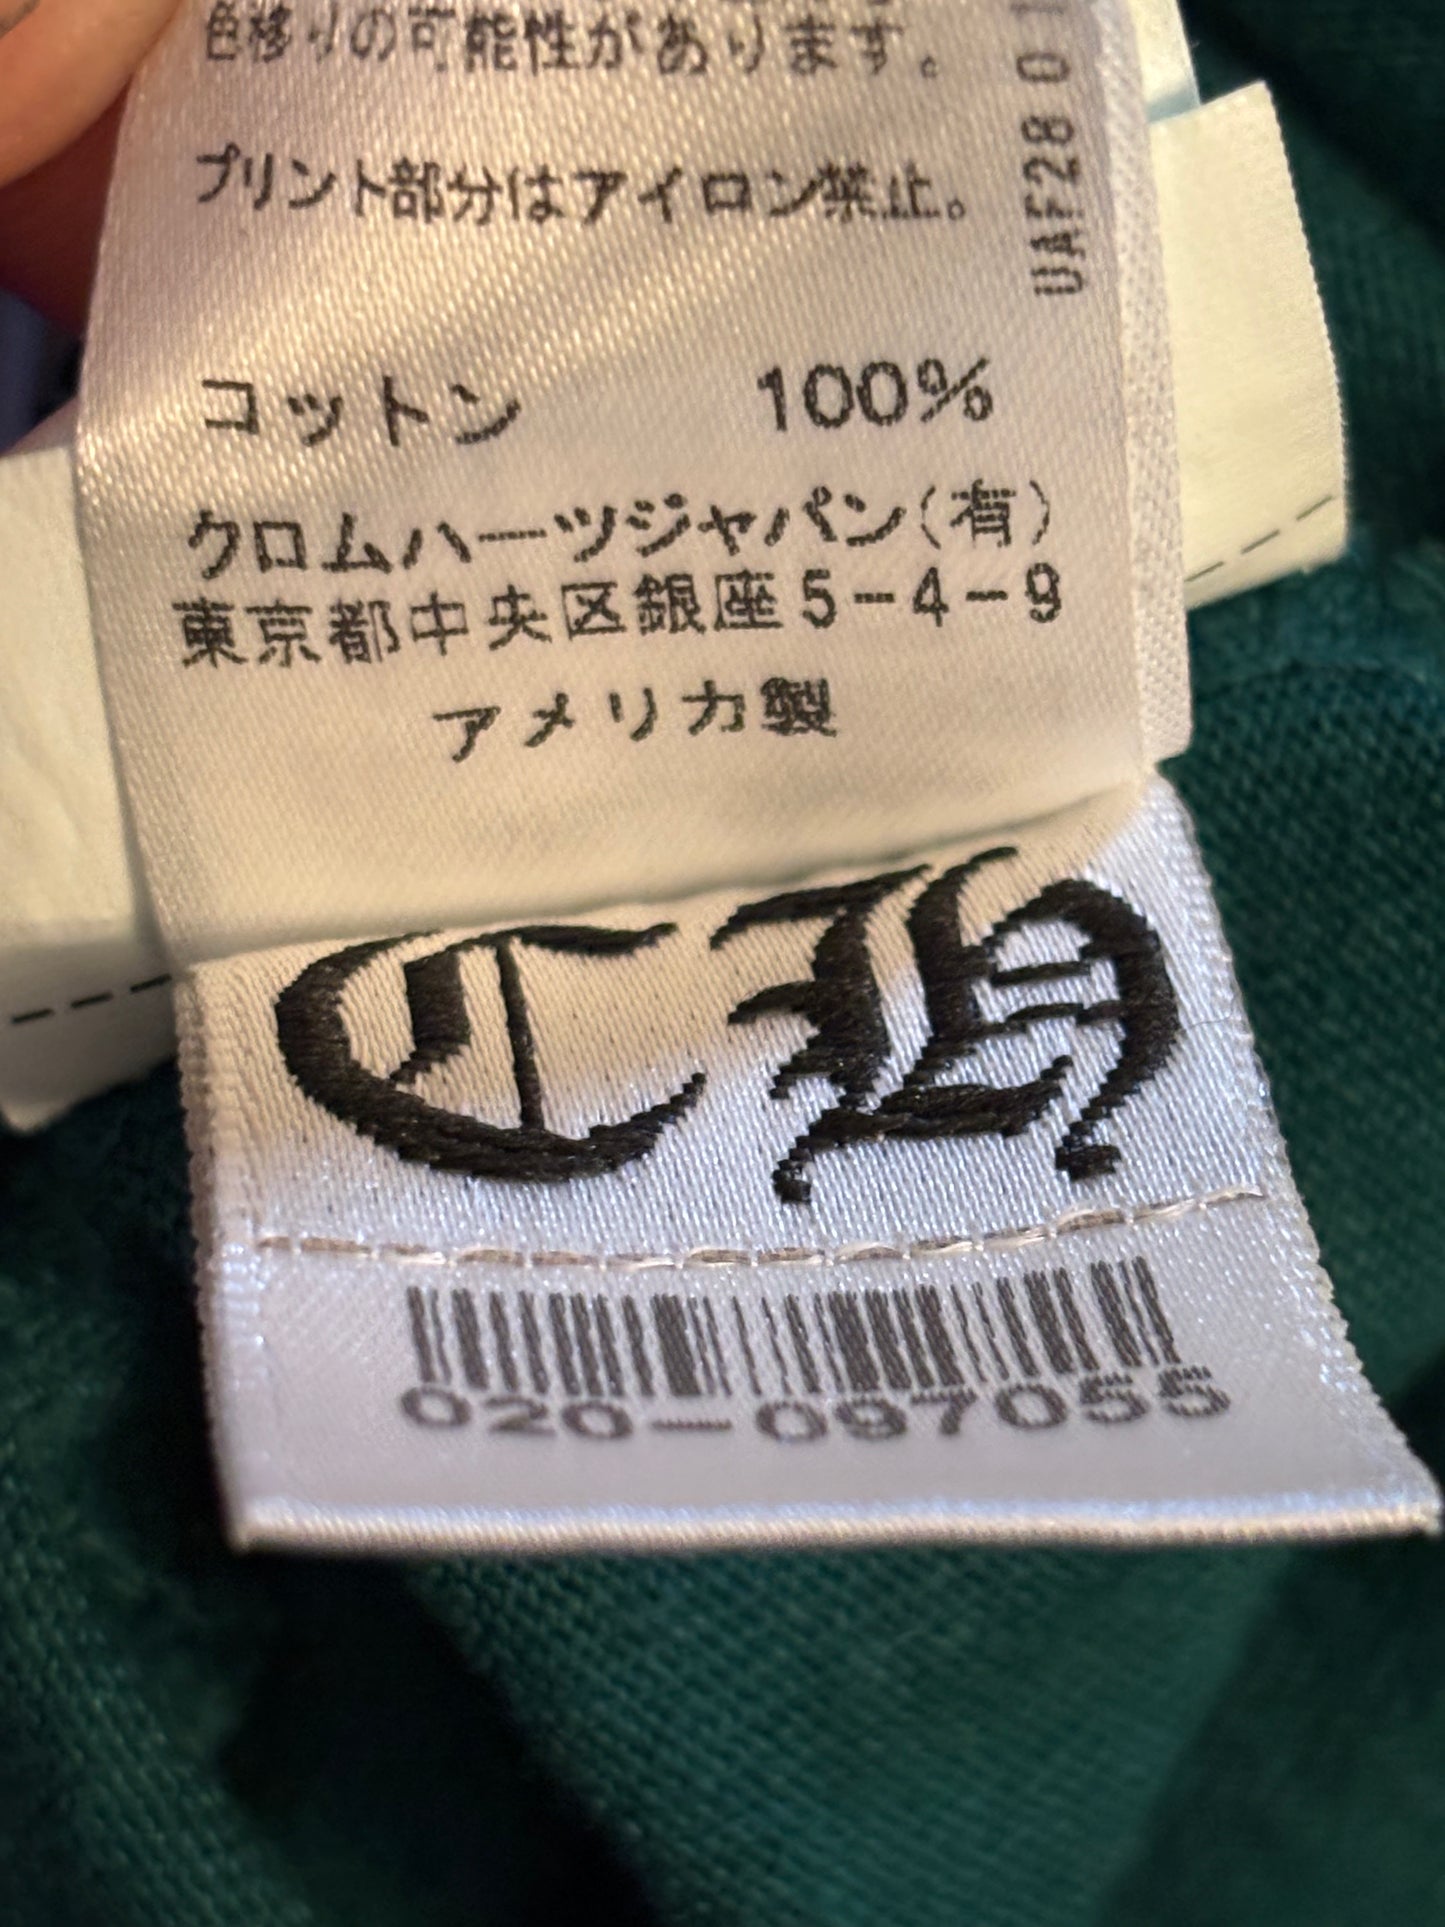 色移りの可能性があります。
プリント部分はアイロン禁止。
UAF28 0
コットン 100%
クロムハーツジャパン(有)
東京都中央区銀座5-4-9
アメリカ製
CH
020-097055